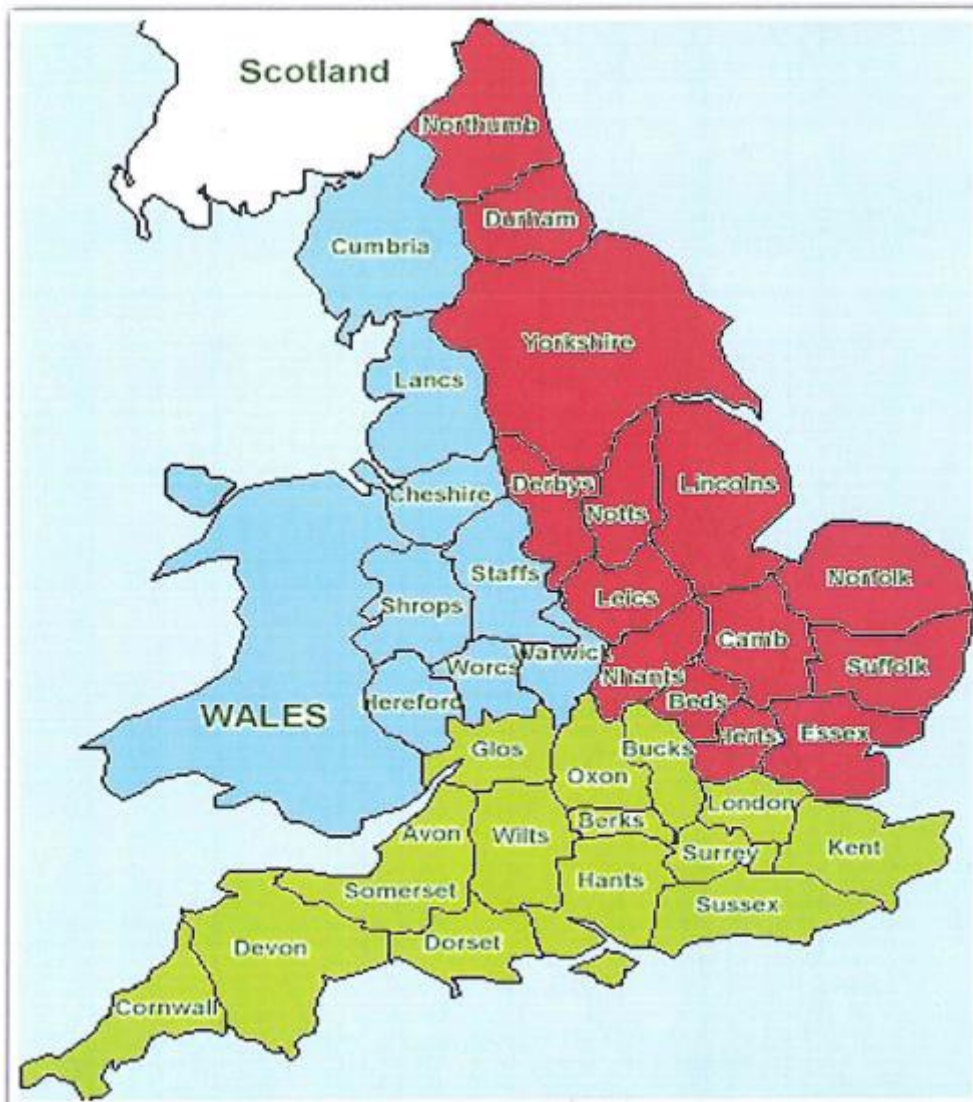 Scotland
Northumb
Durham
Cumbria
Yorkshire
Lancs
Cheshire
Derbys
Notts
Lincolns
Staffs
Shrops
Leics
Norfolk
Camb
Suffolk
Worcs
Warwick
Nhants
Hereford
Beds
WALES
Herts
Essex
Glos
Bucks
Oxon
London
Avon
Wilts
Berks
Surrey
Kent
Somerset
Hants
Sussex
Devon
Dorset
Cornwall